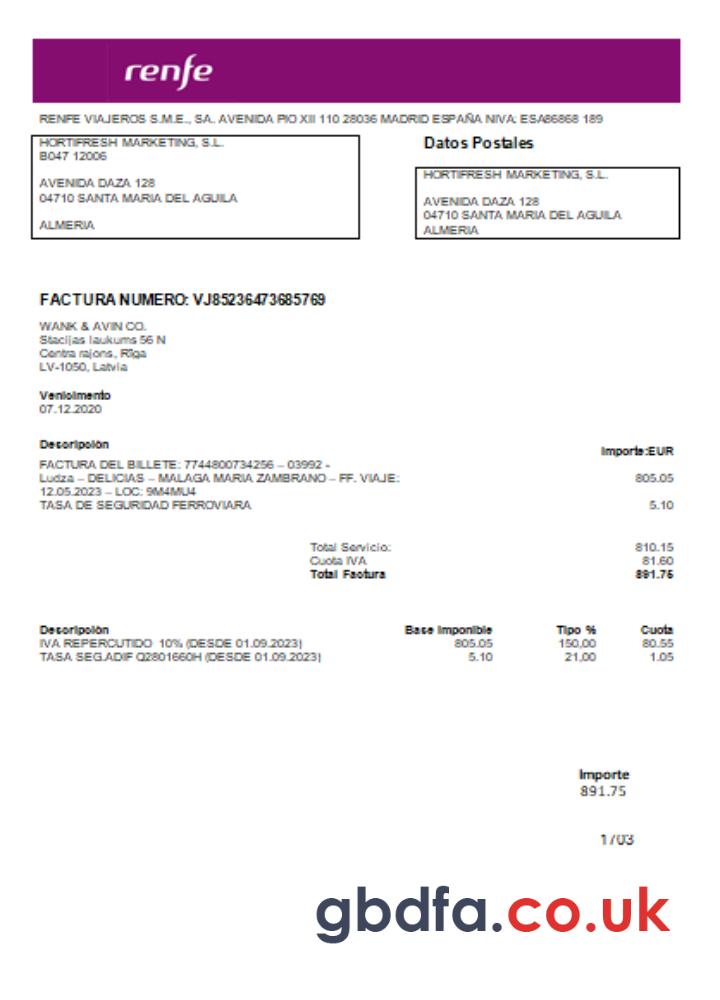 renfe
RENFE VIAJEROS S.M.E., SA. AVENIDA PIO XII 110 28036 MADRID ESPAÑA NIVA: ESA86868 189
HORTIFRESH MARKETING, S.L.
B047 12006
AVENIDA DAZA 128
04710 SANTA MARIA DEL AGUILA
ALMERIA
Datos Postales
HORTIFRESH MARKETING, S.L.
AVENIDA DAZA 128
04710 SANTA MARIA DEL AGUILA
ALMERIA
FACTURA NUMERO: VJ85236473685769
WANK & AVIN CO.
Stacijas laukums 56 N
Centra rajons, Rīga
LV-1050, Latvia
Venicimento
07.12.2020
Descripción Importe:EUR
FACTURA DEL BILLETE: 7744800734256 – 03992 -
Ludza – DELICIAS – MALAGA MARIA ZAMBRANO – FF. VIAJE: 805.05
12.05.2023 – LOC: 9M4MU4
TASA DE SEGURIDAD FERROVIARA 5.10
Total Servicio: 810.15
Cuota IVA 81.60
Total Factura 891.75
Descripción Base Imponible Tipo % Cuota
IVA REPERCUTIDO 10% (DESDE 01.09.2023) 805.05 150,00 80.55
TASA SEG.ADIF Q2801660H (DESDE 01.09.2023) 5.10 21,00 1.05
Importe
891.75
1/03
gbdfa.co.uk